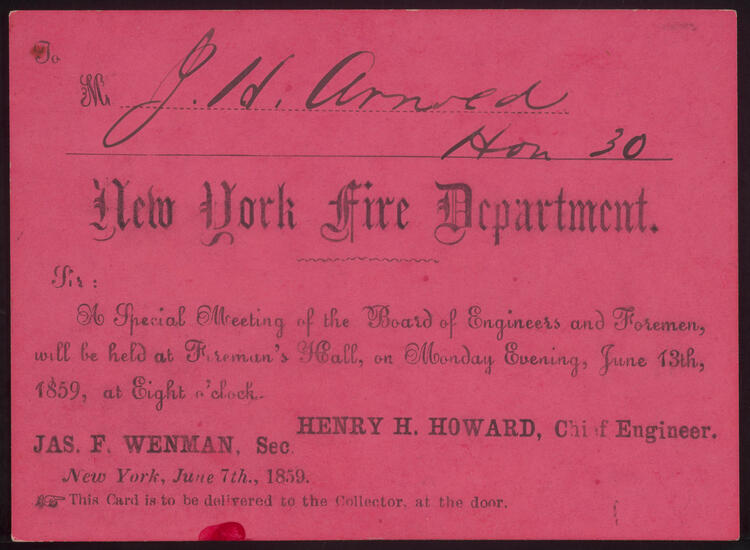 To
M. J. H. Arnold
Hon 30
New York Fire Department.
Sir:
A Special Meeting of the Board of Engineers and Foremen,
will be held at Fireman's Hall, on Monday Evening, June 13th,
1859, at Eight o'clock.
HENRY H. HOWARD, Chief Engineer.
JAS. F. WENMAN, Sec.
New York, June 7th., 1859.
☞ This Card is to be delivered to the Collector, at the door.